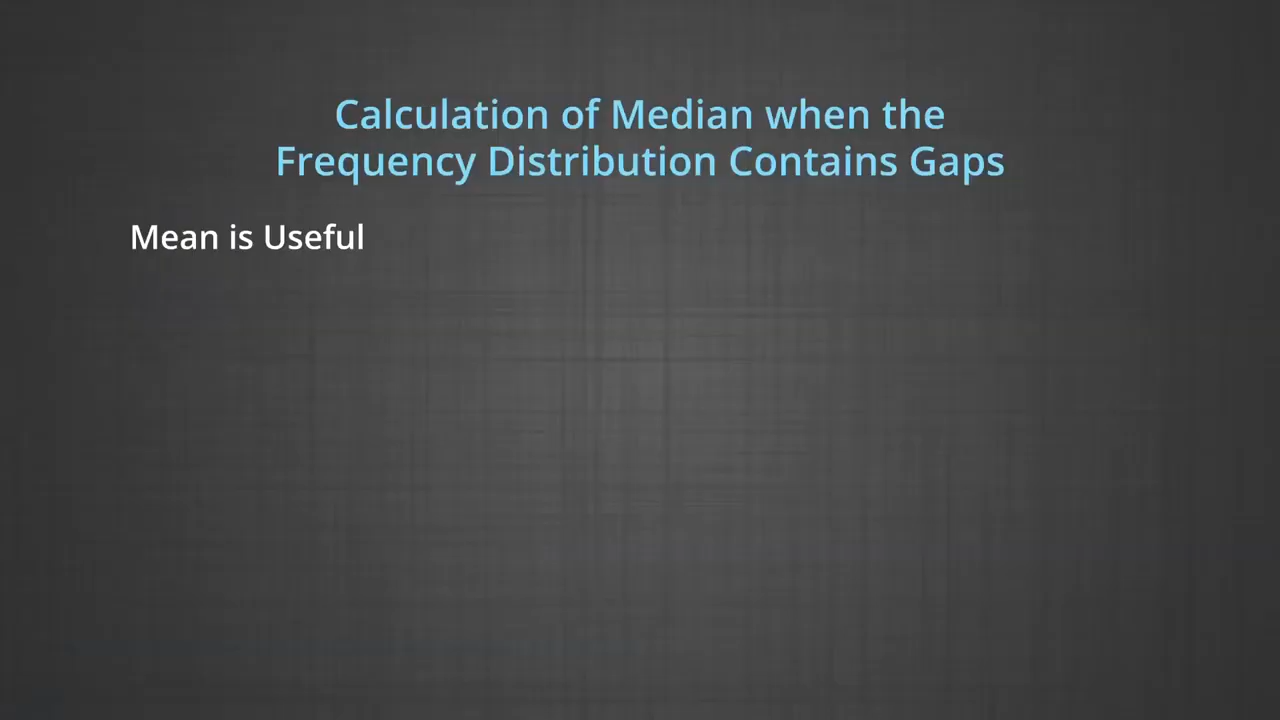 Calculation of Median when the
Frequency Distribution Contains Gaps
Mean is Useful